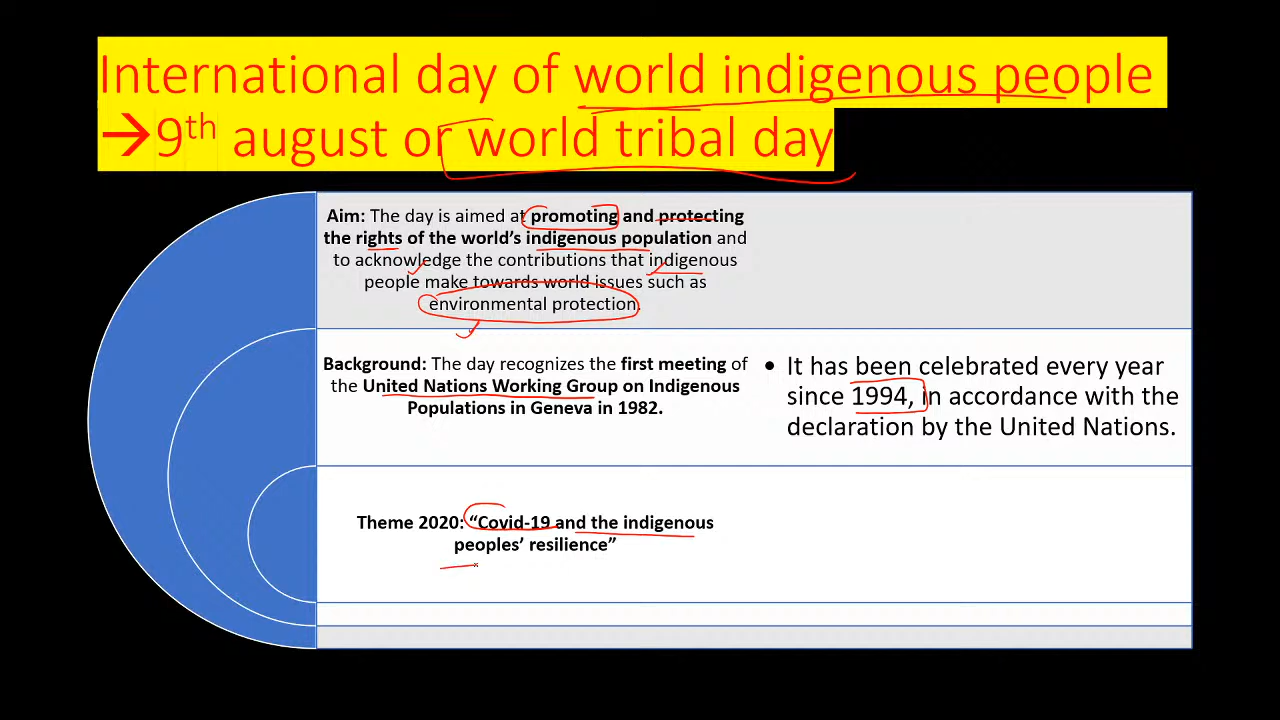 International day of world indigenous people
→9th august or world tribal day
Aim: The day is aimed at promoting and protecting
the rights of the world's indigenous population and
to acknowledge the contributions that indigenous
people make towards world issues such as
environmental protection.
Background: The day recognizes the first meeting of
the United Nations Working Group on Indigenous
Populations in Geneva in 1982.
• It has been celebrated every year
since 1994, in accordance with the
declaration by the United Nations.
Theme 2020: “Covid-19 and the indigenous
peoples’ resilience”